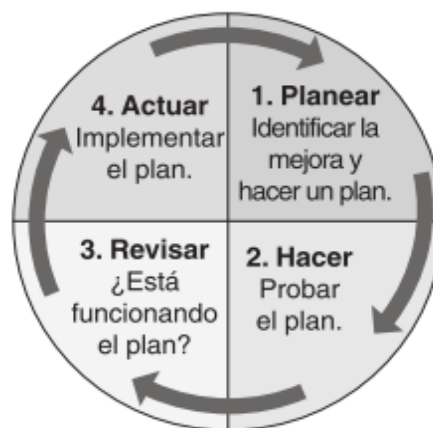 1. Planear
Identificar la
mejora y
hacer un plan.
2. Hacer
Probar
el plan.
3. Revisar
¿Está
funcionando
el plan?
4. Actuar
Implementar
el plan.